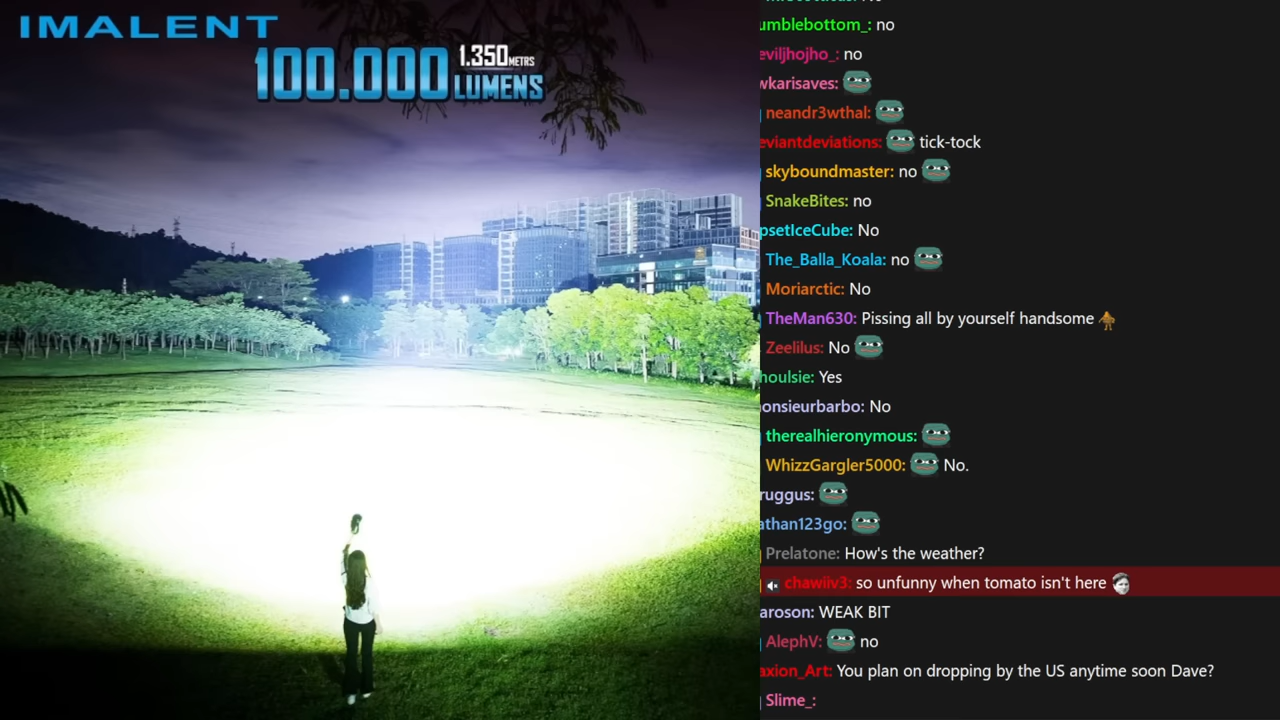 IMALENT
100.000 LUMENS
1.350 METRS
umblebottom_: no
eviljhojho_: no
wkarisaves:
neandr3wthal:
eviantdeviations: tick-tock
skyboundmaster: no
SnakeBites: no
psetIceCube: No
The_Balla_Koala: no
Moriarctic: No
TheMan630: Pissing all by yourself handsome
Zeelilus: No
houlsie: Yes
onsieurbarbo: No
therealhieronymous:
WhizzGargler5000: No.
ruggus:
athan123go:
Prelatone: How's the weather?
chawiiv3: so unfunny when tomato isn't here
aroson: WEAK BIT
AlephV: no
axion_Art: You plan on dropping by the US anytime soon Dave?
Slime_: